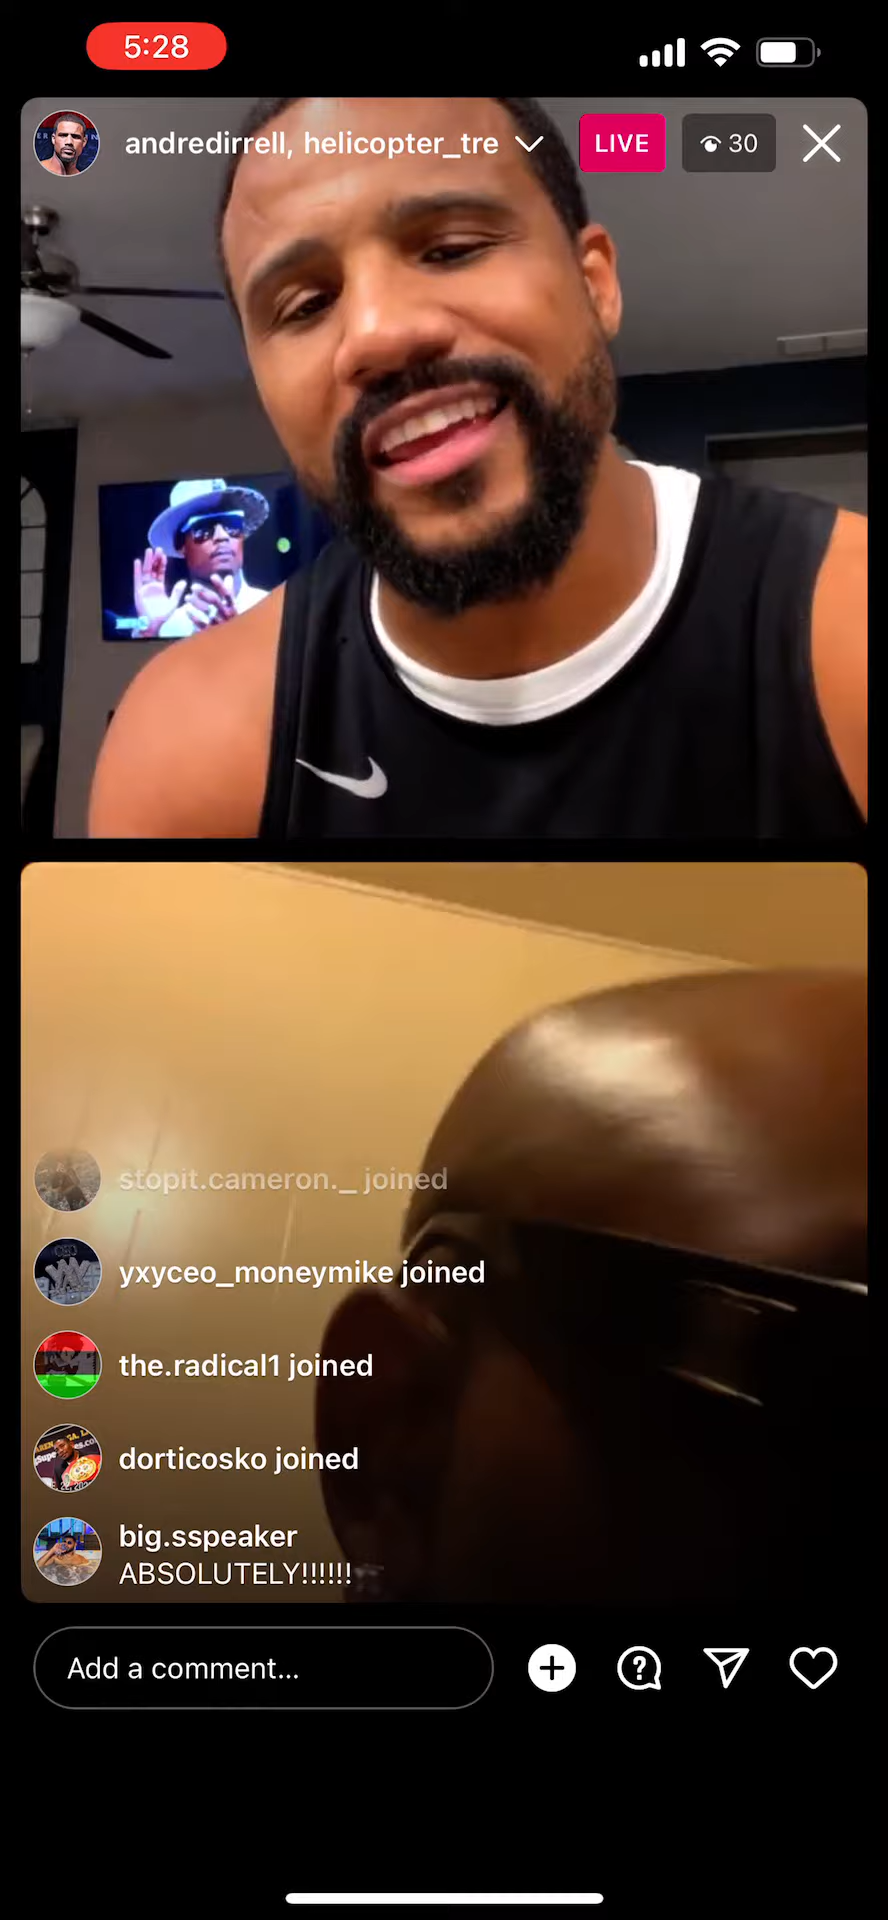 5:28
andredirrell, helicopter_tre
LIVE
30
stopit.cameron._ joined
yxyceo_moneymike joined
the.radical1 joined
dorticosko joined
big.sspeaker
ABSOLUTELY!!!!!!
Add a comment...